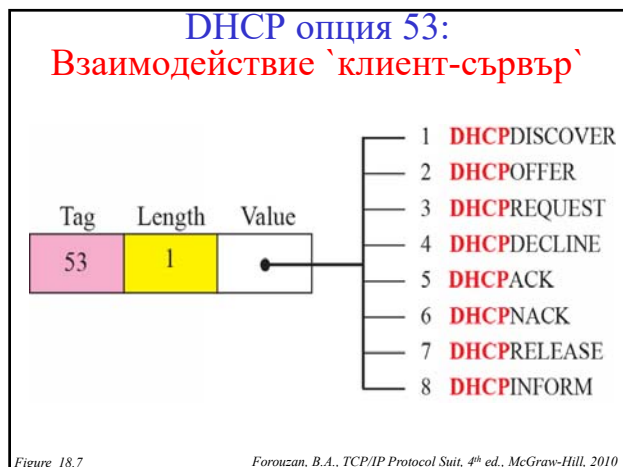 DHCP опция 53:
Взаимодействие `клиент-сървър`
Tag Length Value
53 1
1 DHCPDISCOVER
2 DHCPOFFER
3 DHCPREQUEST
4 DHCPDECLINE
5 DHCPACK
6 DHCPNACK
7 DHCPRELEASE
8 DHCPINFORM
Figure 18.7 Forouzan, B.A., TCP/IP Protocol Suit, 4th ed., McGraw-Hill, 2010